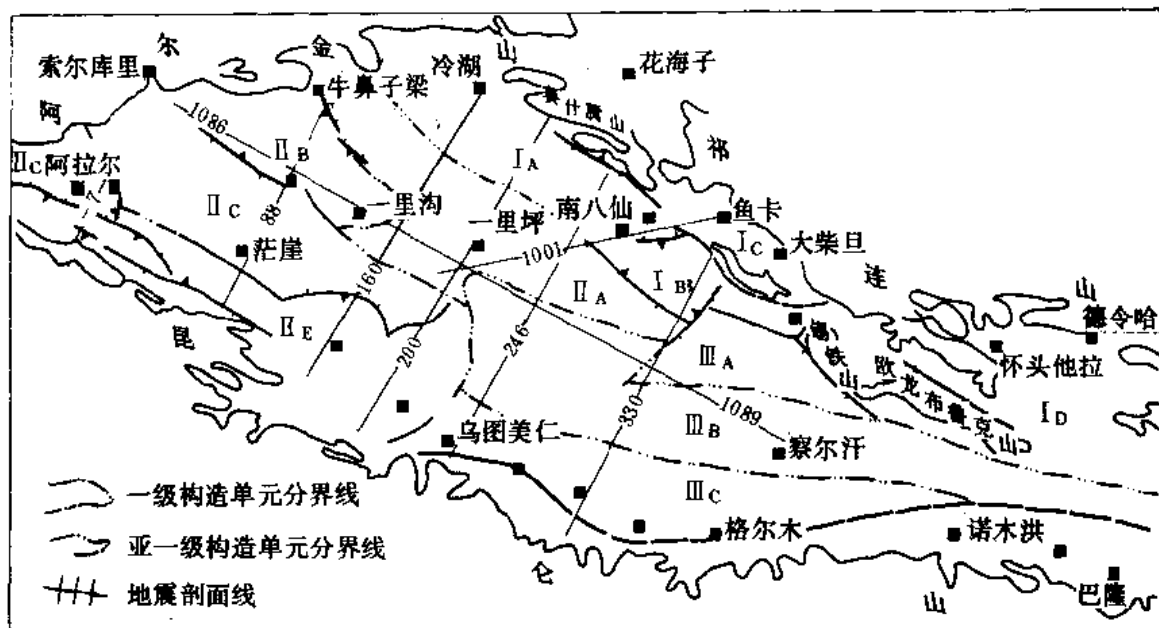 阿
尔
金
山
索尔库里
牛鼻子梁
冷湖
花海子
赛什腾山
祁
连
山
1086
ⅡB
ⅠA
ⅡC阿拉尔
ⅡC
88
里沟
里坪
南八仙
鱼卡
茫崖
1001
ⅠC
大柴旦
160
ⅡA
ⅠB
德令哈
ⅡE
200
246
锡铁山
ⅢA
欧龙布鲁克山
怀头他拉
昆
330
1089
ⅠD
ⅢB
乌图美仁
察尔汗
ⅢC
格尔木
诺木洪
仑
山
巴隆
一级构造单元分界线
亚一级构造单元分界线
地震剖面线